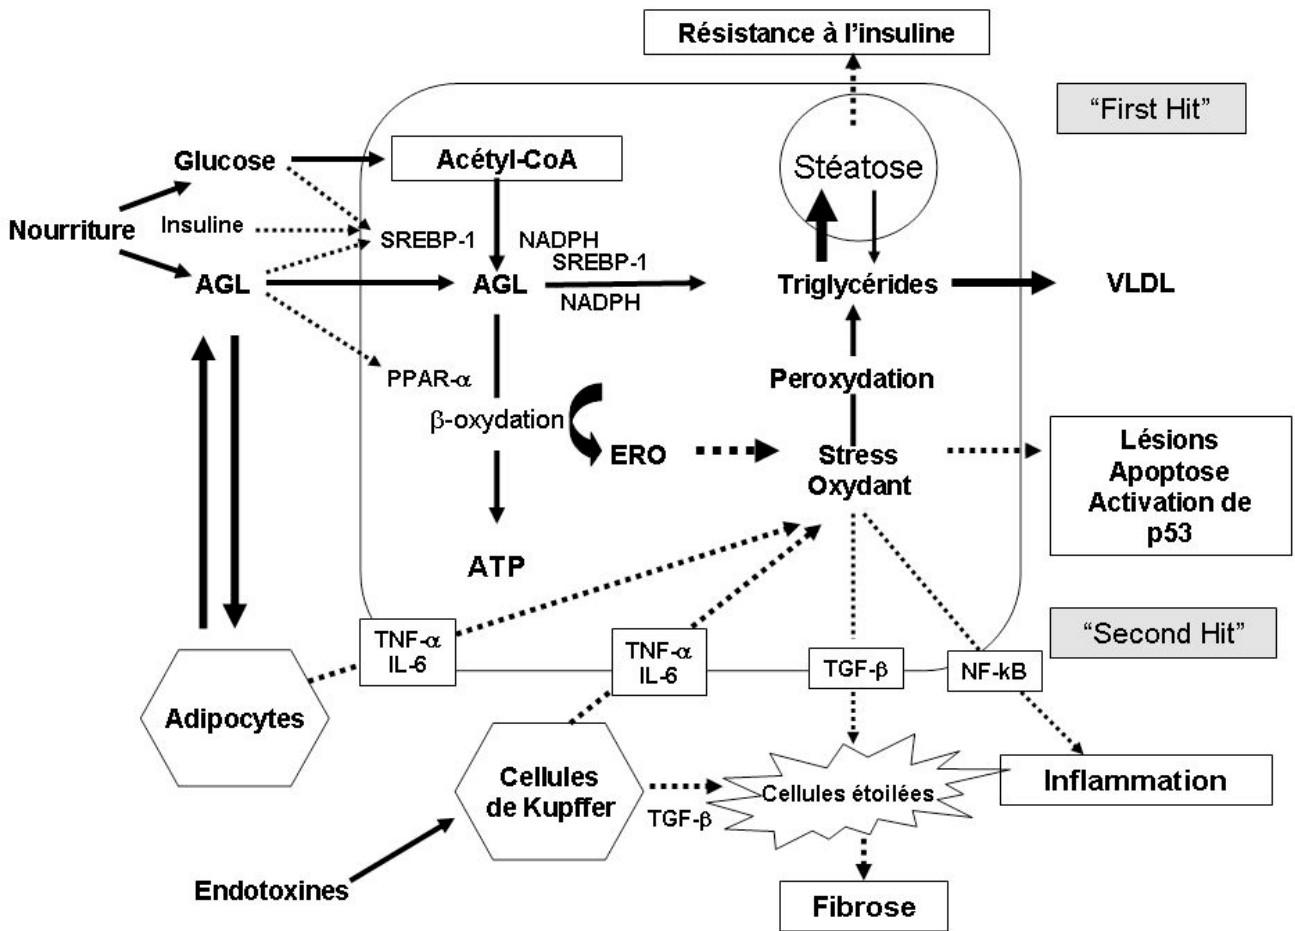 Résistance à l'insuline
“First Hit”
Glucose
Acétyl-CoA
Stéatose
Nourriture
Insuline
SREBP-1
NADPH
SREBP-1
AGL
AGL
NADPH
Triglycérides
VLDL
PPAR-α
Peroxydation
β-oxydation
ERO
Stress
Oxydant
Lésions
Apoptose
Activation de
p53
ATP
“Second Hit”
TNF-α
IL-6
TNF-α
IL-6
TGF-β
NF-kB
Adipocytes
Cellules
de Kupffer
TGF-β
Cellules étoilées
Inflammation
Endotoxines
Fibrose